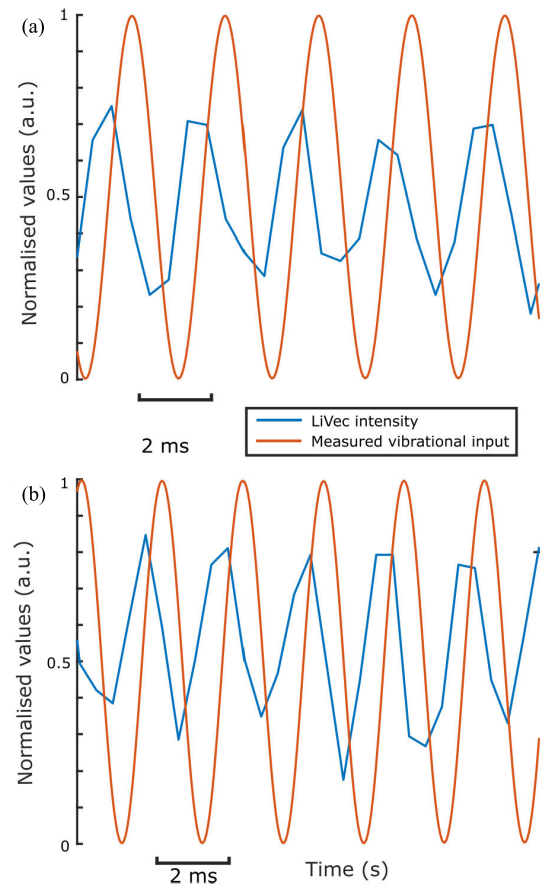 (a)
Normalised values (a.u.)
1
0.5
0
2 ms
LiVec intensity
Measured vibrational input
(b)
Normalised values (a.u.)
1
0.5
0
2 ms
Time (s)